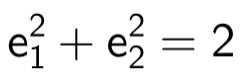 e₁² + e₂² = 2